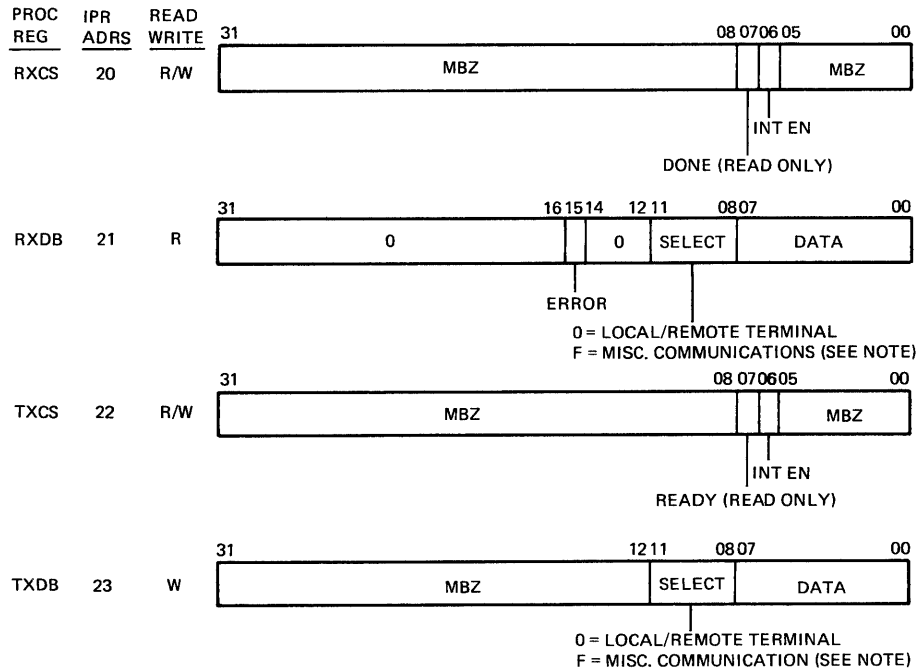 PROC REG IPR ADRS READ WRITE
31 08 07 06 05 00
RXCS 20 R/W MBZ MBZ
INT EN
DONE (READ ONLY)
31 16 15 14 12 11 08 07 00
RXDB 21 R 0 0 SELECT DATA
ERROR
0 = LOCAL/REMOTE TERMINAL
F = MISC. COMMUNICATIONS (SEE NOTE)
31 08 07 06 05 00
TXCS 22 R/W MBZ MBZ
INT EN
READY (READ ONLY)
31 12 11 08 07 00
TXDB 23 W MBZ SELECT DATA
0 = LOCAL/REMOTE TERMINAL
F = MISC. COMMUNICATION (SEE NOTE)